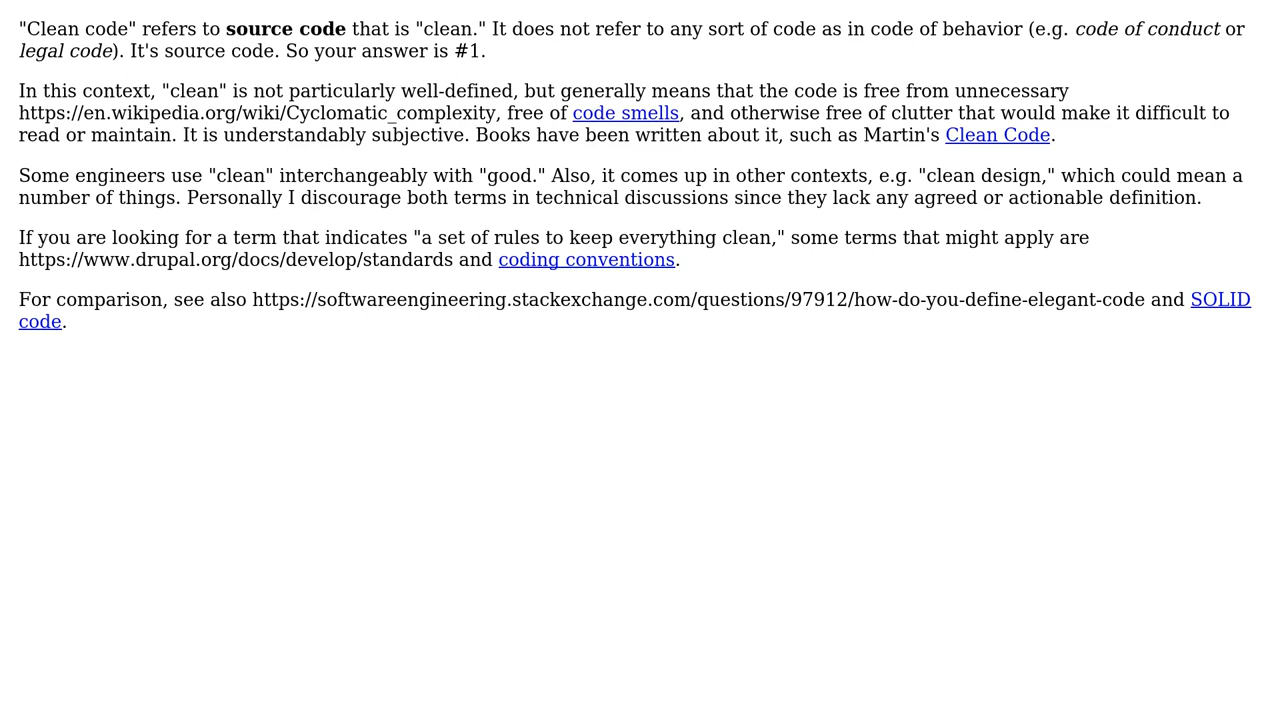 "Clean code" refers to source code that is "clean." It does not refer to any sort of code as in code of behavior (e.g. code of conduct or
legal code). It's source code. So your answer is #1.
In this context, "clean" is not particularly well-defined, but generally means that the code is free from unnecessary
https://en.wikipedia.org/wiki/Cyclomatic_complexity, free of code smells, and otherwise free of clutter that would make it difficult to
read or maintain. It is understandably subjective. Books have been written about it, such as Martin's Clean Code.
Some engineers use "clean" interchangeably with "good." Also, it comes up in other contexts, e.g. "clean design," which could mean a
number of things. Personally I discourage both terms in technical discussions since they lack any agreed or actionable definition.
If you are looking for a term that indicates "a set of rules to keep everything clean," some terms that might apply are
https://www.drupal.org/docs/develop/standards and coding conventions.
For comparison, see also https://softwareengineering.stackexchange.com/questions/97912/how-do-you-define-elegant-code and SOLID
code.